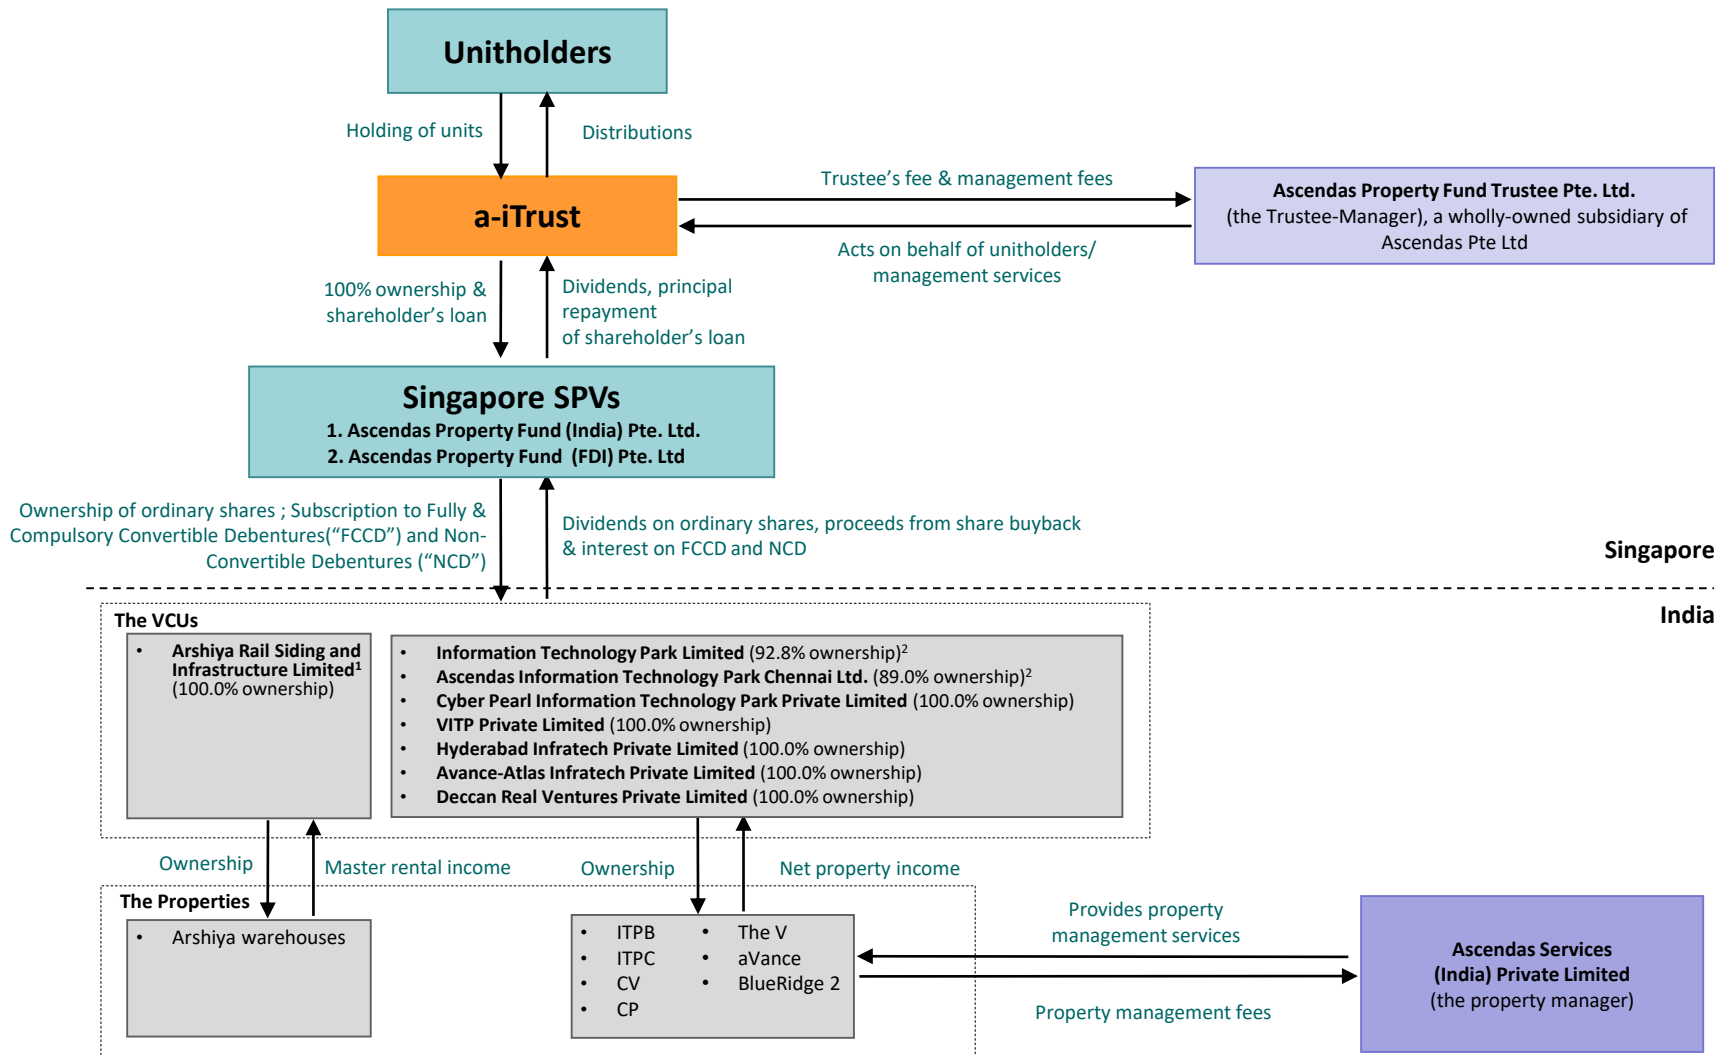 Unitholders
Holding of units
Distributions
a-iTrust
Trustee’s fee & management fees
Acts on behalf of unitholders/
management services
Ascendas Property Fund Trustee Pte. Ltd.
(the Trustee-Manager), a wholly-owned subsidiary of
Ascendas Pte Ltd
100% ownership &
shareholder’s loan
Dividends, principal
repayment
of shareholder’s loan
Singapore SPVs
1. Ascendas Property Fund (India) Pte. Ltd.
2. Ascendas Property Fund (FDI) Pte. Ltd
Ownership of ordinary shares ; Subscription to Fully &
Compulsory Convertible Debentures(“FCCD”) and Non-
Convertible Debentures (“NCD”)
Dividends on ordinary shares, proceeds from share buyback
& interest on FCCD and NCD
Singapore
India
The VCUs
• Arshiya Rail Siding and
Infrastructure Limited¹
(100.0% ownership)
• Information Technology Park Limited (92.8% ownership)²
• Ascendas Information Technology Park Chennai Ltd. (89.0% ownership)²
• Cyber Pearl Information Technology Park Private Limited (100.0% ownership)
• VITP Private Limited (100.0% ownership)
• Hyderabad Infratech Private Limited (100.0% ownership)
• Avance-Atlas Infratech Private Limited (100.0% ownership)
• Deccan Real Ventures Private Limited (100.0% ownership)
Ownership
Master rental income
Ownership
Net property income
The Properties
• Arshiya warehouses
• ITPB
• ITPC
• CV
• CP
• The V
• aVance
• BlueRidge 2
Provides property
management services
Property management fees
Ascendas Services
(India) Private Limited
(the property manager)